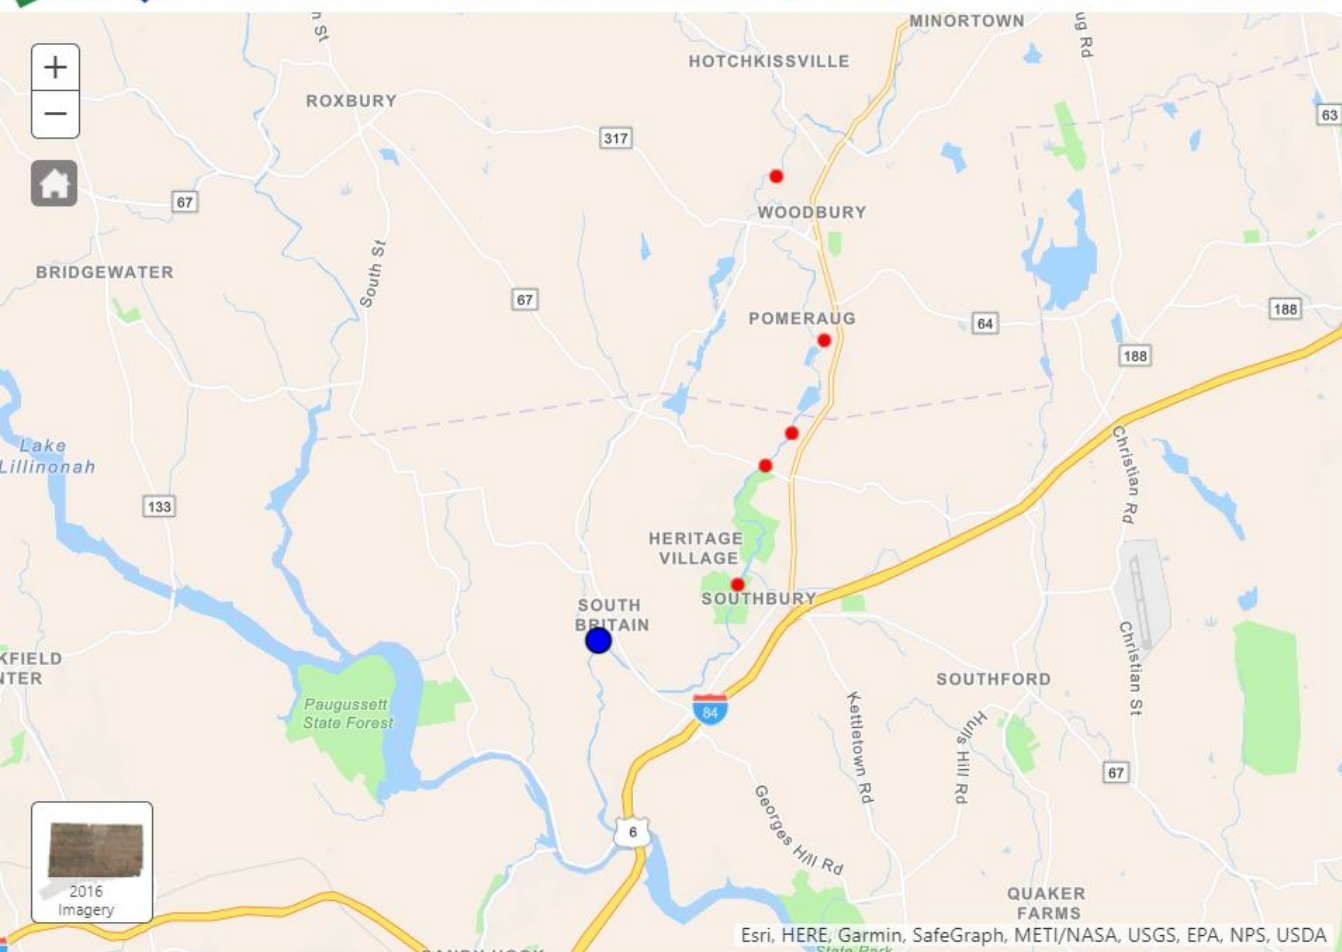 MINORTOWN
HOTCHKISSVILLE
ROXBURY
317
63
67
WOODBURY
South St
BRIDGEWATER
67
POMERAUG
64
188
188
Lake
Lillinonah
Christian Rd
133
HERITAGE
VILLAGE
SOUTHBURY
SOUTH
BRITAIN
Christian St
SOUTHFORD
Paugussett
State Forest
84
Kettletown Rd
Hulls Hill Rd
67
Georges Hill Rd
6
2016
Imagery
QUAKER
FARMS
Esri, HERE, Garmin, SafeGraph, METI/NASA, USGS, EPA, NPS, USDA